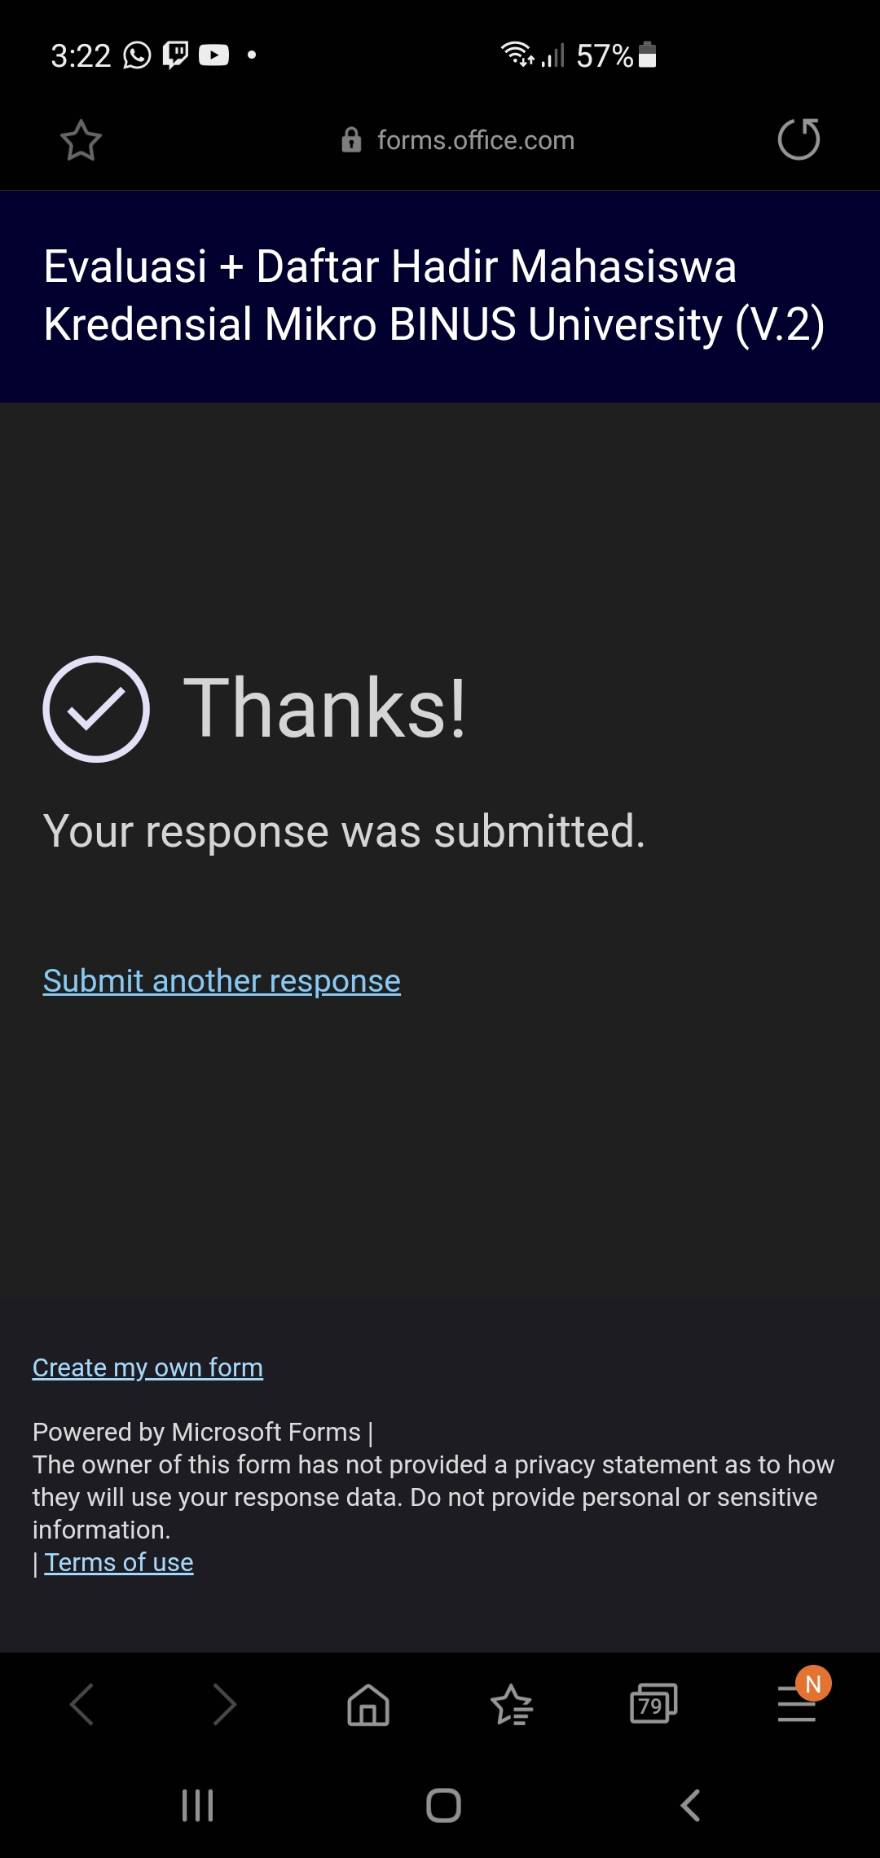 3:22
57%
forms.office.com
Evaluasi + Daftar Hadir Mahasiswa
Kredensial Mikro BINUS University (V.2)
Thanks!
Your response was submitted.
Submit another response
Create my own form
Powered by Microsoft Forms |
The owner of this form has not provided a privacy statement as to how
they will use your response data. Do not provide personal or sensitive
information.
| Terms of use
79
N